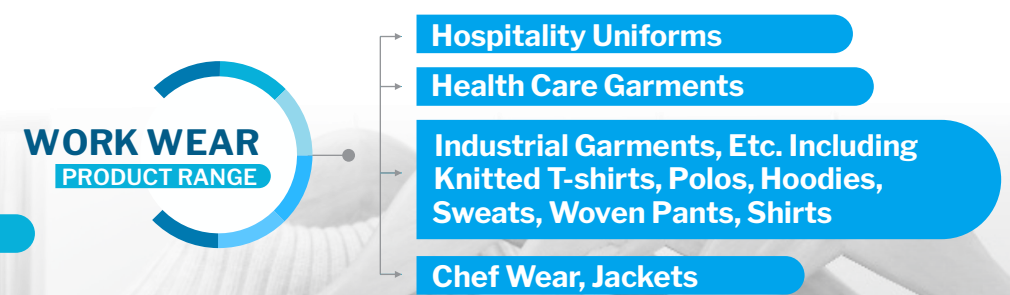 WORK WEAR
PRODUCT RANGE
Hospitality Uniforms
Health Care Garments
Industrial Garments, Etc. Including
Knitted T-shirts, Polos, Hoodies,
Sweats, Woven Pants, Shirts
Chef Wear, Jackets